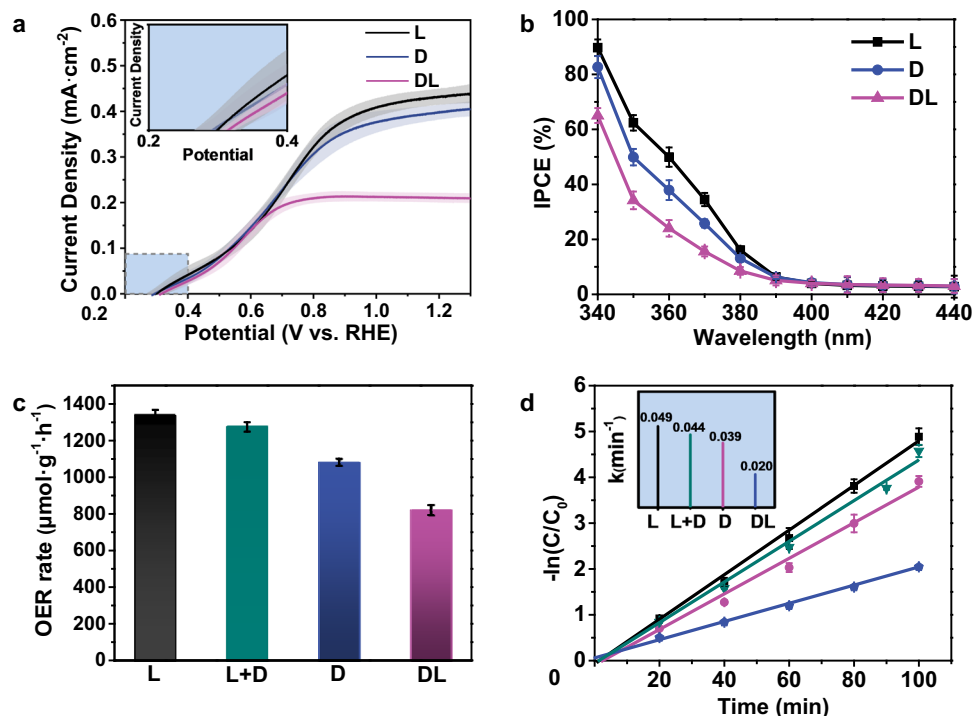 a
Current Density (mA·cm⁻²)
0.6
0.5
0.4
0.3
0.2
0.1
0.0
0.2
0.4
0.6
0.8
1.0
1.2
Potential (V vs. RHE)
Current Density
0.2
0.4
Potential
L
D
DL
b
IPCE (%)
100
80
60
40
20
0
340
360
380
400
420
440
Wavelength (nm)
L
D
DL
c
OER rate (μmol·g⁻¹·h⁻¹)
1400
1200
1000
800
600
400
200
0
L
L+D
D
DL
d
-ln(C/C₀)
6
5
4
3
2
1
0
0
20
40
60
80
100
Time (min)
k(min⁻¹)
0.049
0.044
0.039
0.020
L
L+D
D
DL